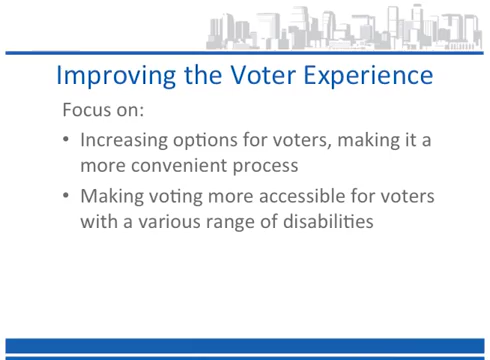 Improving the Voter Experience
Focus on:
• Increasing options for voters, making it a
more convenient process
• Making voting more accessible for voters
with a various range of disabilities